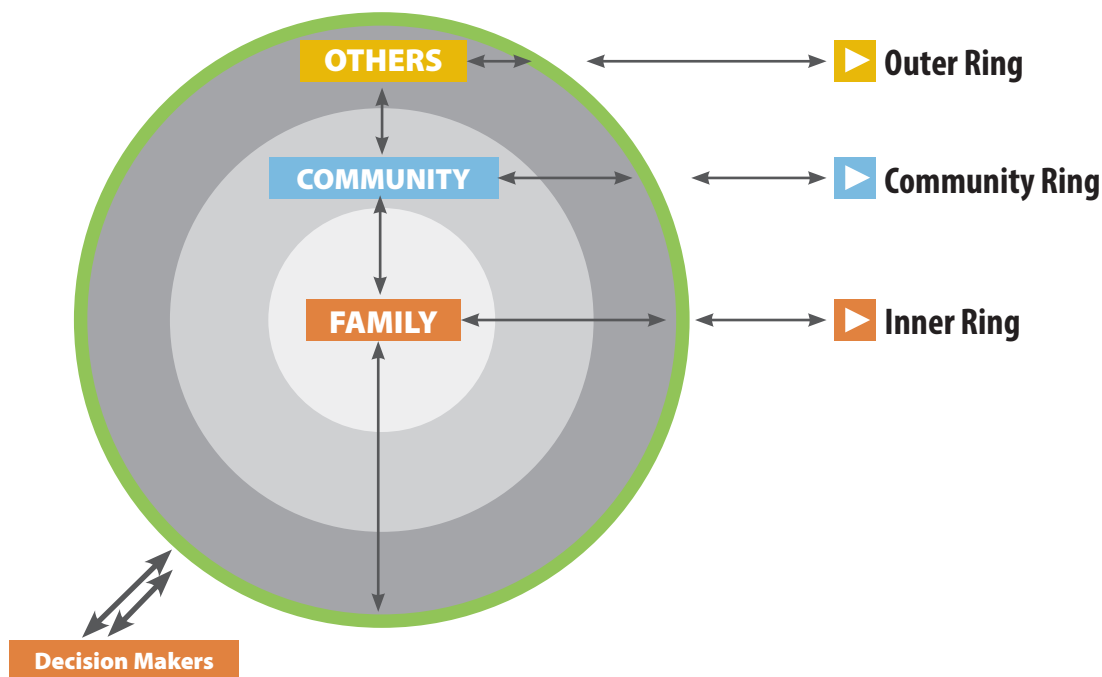 OTHERS
Outer Ring
COMMUNITY
Community Ring
FAMILY
Inner Ring
Decision Makers